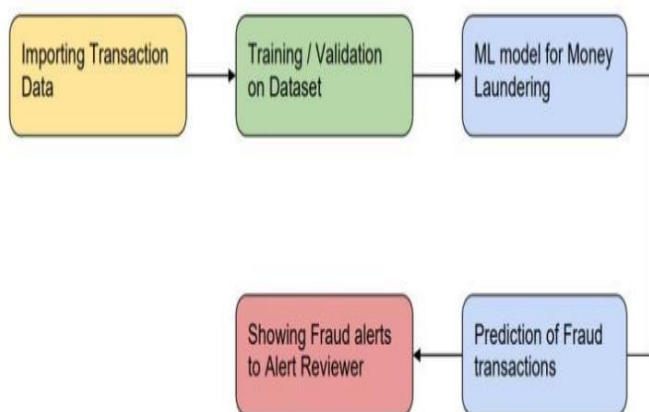 Importing Transaction
Data
Training / Validation
on Dataset
ML model for Money
Laundering
Prediction of Fraud
transactions
Showing Fraud alerts
to Alert Reviewer